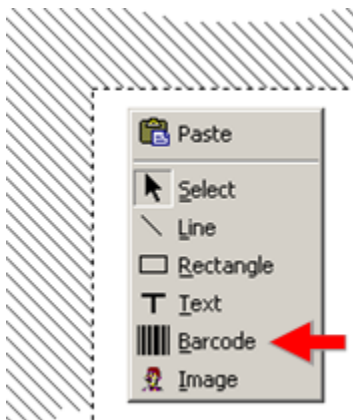 Paste
Select
Line
Rectangle
Text
Barcode
Image